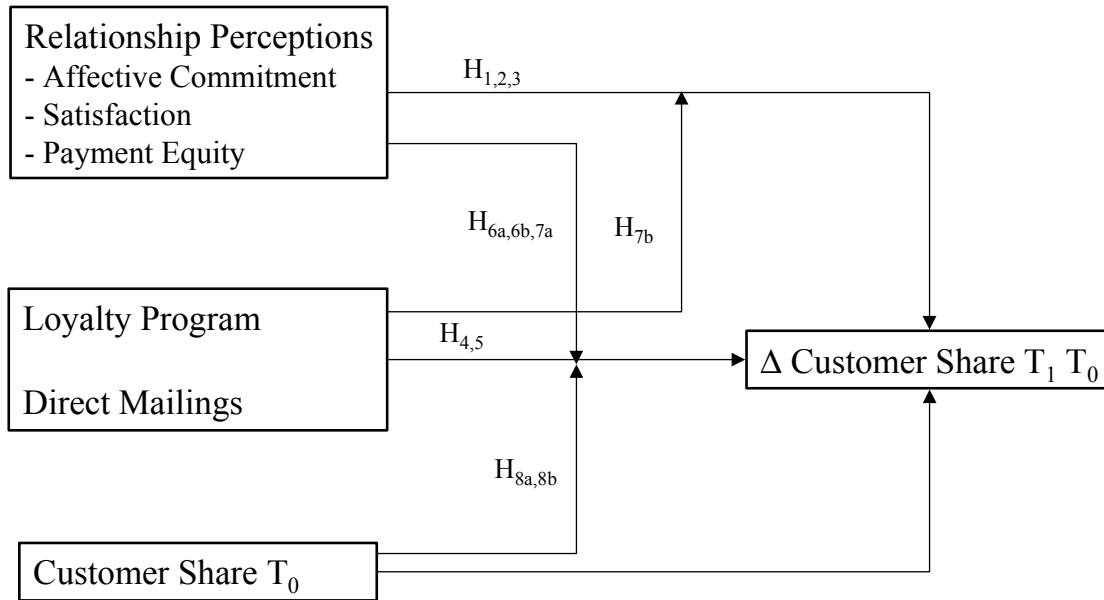 Relationship Perceptions
- Affective Commitment
- Satisfaction
- Payment Equity
H1,2,3
H6a,6b,7a
H7b
Loyalty Program
H4,5
Direct Mailings
Δ Customer Share T1 T0
H8a,8b
Customer Share T0